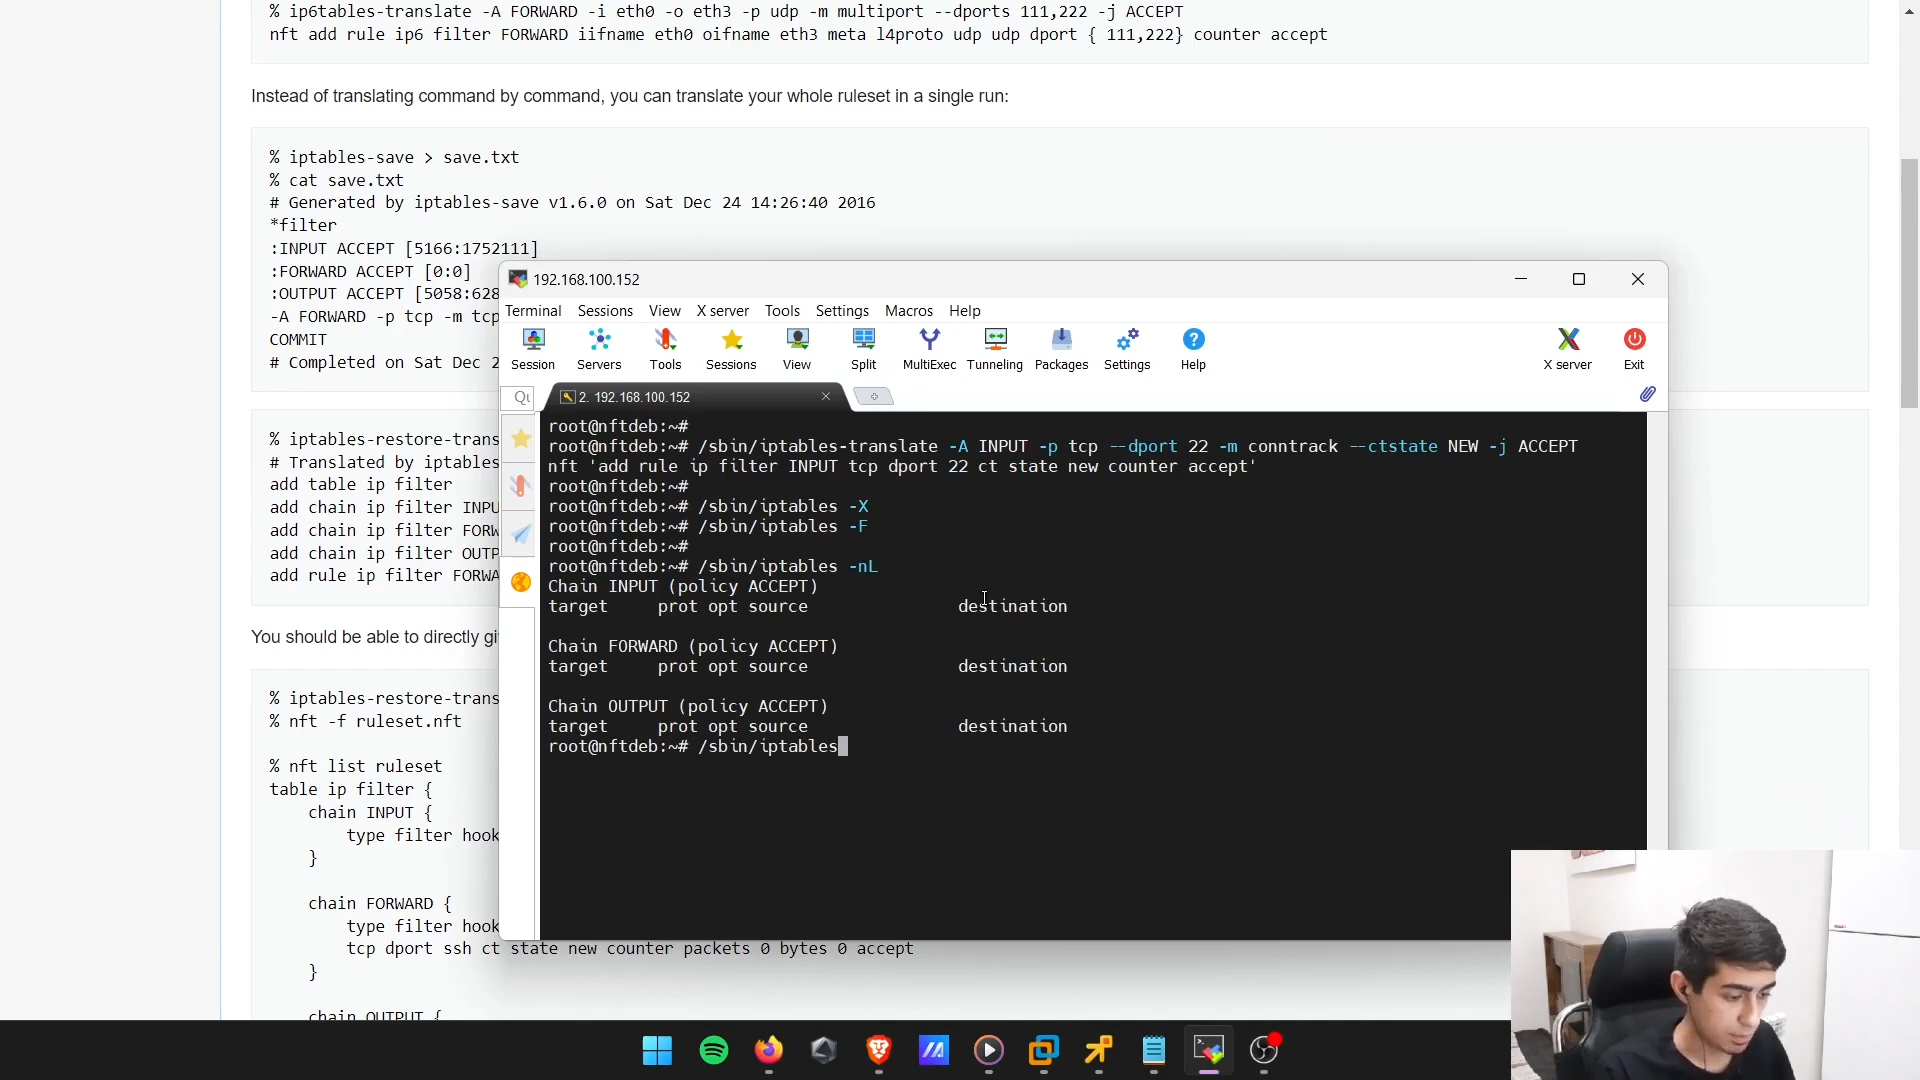 % ip6tables-translate -A FORWARD -i eth0 -o eth3 -p udp -m multiport --dports 111,222 -j ACCEPT
nft add rule ip6 filter FORWARD iifname eth0 oifname eth3 meta l4proto udp udp dport { 111,222} counter accept
Instead of translating command by command, you can translate your whole ruleset in a single run:
% iptables-save > save.txt
% cat save.txt
# Generated by iptables-save v1.6.0 on Sat Dec 24 14:26:40 2016
*filter
:INPUT ACCEPT [5166:1752111]
:FORWARD ACCEPT [0:0]
:OUTPUT ACCEPT [5058:628
-A FORWARD -p tcp -m tcp
COMMIT
# Completed on Sat Dec 2
% iptables-restore-trans
# Translated by iptables
add table ip filter
add chain ip filter INPU
add chain ip filter FORW
add chain ip filter OUTP
add rule ip filter FORWA
You should be able to directly gi
% iptables-restore-trans
% nft -f ruleset.nft
% nft list ruleset
table ip filter {
chain INPUT {
type filter hook
}
chain FORWARD {
type filter hook
tcp dport ssh ct state new counter packets 0 bytes 0 accept
}
chain OUTPUT {
192.168.100.152
Terminal Sessions View X server Tools Settings Macros Help
Session Servers Tools Sessions View Split MultiExec Tunneling Packages Settings Help X server Exit
Qu
2. 192.168.100.152
root@nftdeb:~#
root@nftdeb:~# /sbin/iptables-translate -A INPUT -p tcp --dport 22 -m conntrack --ctstate NEW -j ACCEPT
nft 'add rule ip filter INPUT tcp dport 22 ct state new counter accept'
root@nftdeb:~#
root@nftdeb:~# /sbin/iptables -X
root@nftdeb:~# /sbin/iptables -F
root@nftdeb:~#
root@nftdeb:~# /sbin/iptables -nL
Chain INPUT (policy ACCEPT)
target prot opt source destination
Chain FORWARD (policy ACCEPT)
target prot opt source destination
Chain OUTPUT (policy ACCEPT)
target prot opt source destination
root@nftdeb:~# /sbin/iptables